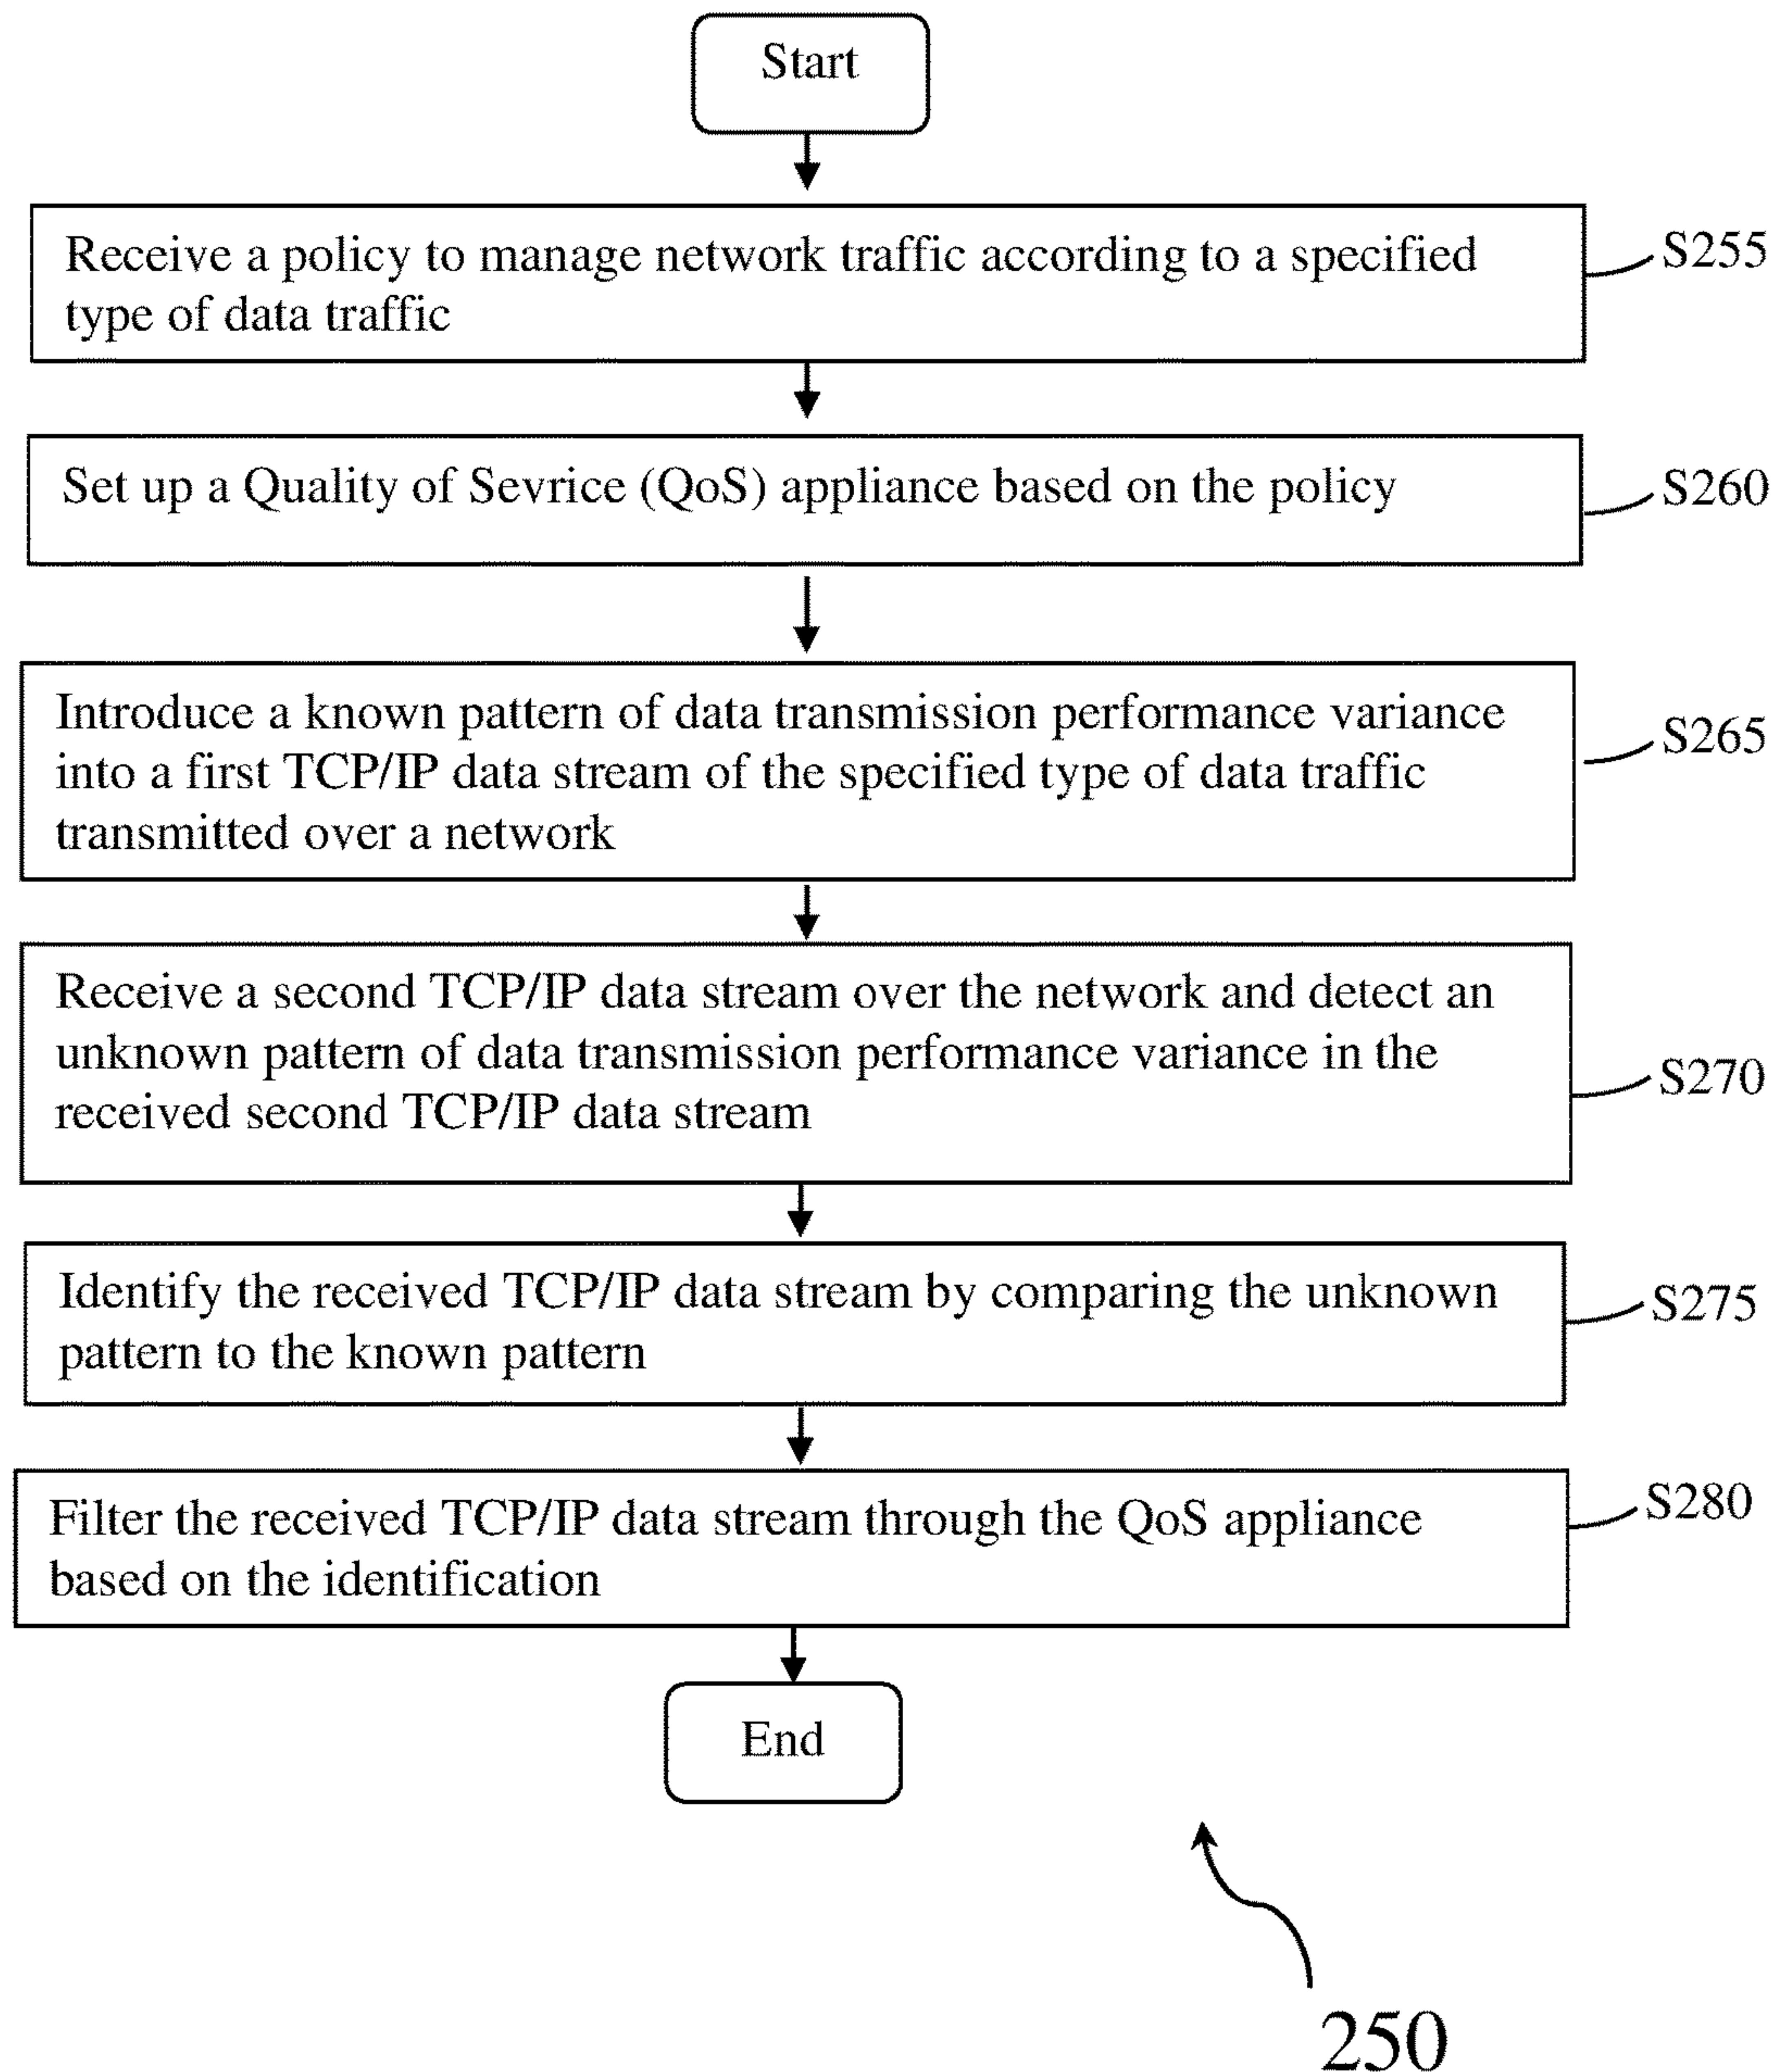 Start
Receive a policy to manage network traffic according to a specified
type of data traffic
S255
Set up a Quality of Sevrice (QoS) appliance based on the policy
S260
Introduce a known pattern of data transmission performance variance
into a first TCP/IP data stream of the specified type of data traffic
transmitted over a network
S265
Receive a second TCP/IP data stream over the network and detect an
unknown pattern of data transmission performance variance in the
received second TCP/IP data stream
S270
Identify the received TCP/IP data stream by comparing the unknown
pattern to the known pattern
S275
Filter the received TCP/IP data stream through the QoS appliance
based on the identification
S280
End
250